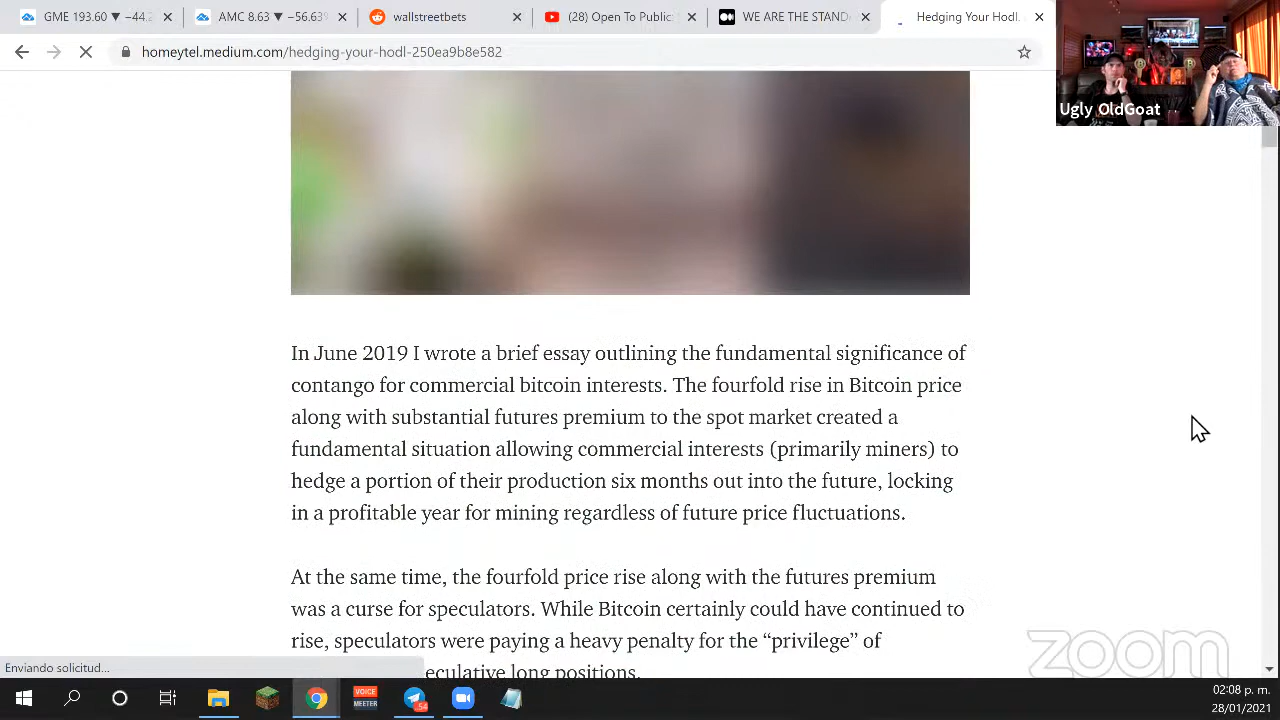 GME 193.60 ▼ -44.
AMC 8.63 ▼ -56.63
wallstreetbets
(28) Open To Public:
WE ARE THE STAND
Hedging Your Hodl.
homeytel.medium.com/hedging-your-hodl-250ae9b6e582
Ugly OldGoat
In June 2019 I wrote a brief essay outlining the fundamental significance of
contango for commercial bitcoin interests. The fourfold rise in Bitcoin price
along with substantial futures premium to the spot market created a
fundamental situation allowing commercial interests (primarily miners) to
hedge a portion of their production six months out into the future, locking
in a profitable year for mining regardless of future price fluctuations.
At the same time, the fourfold price rise along with the futures premium
was a curse for speculators. While Bitcoin certainly could have continued to
rise, speculators were paying a heavy penalty for the “privilege” of
eculative long positions.
zoom
Enviando solicitud...
VOICE
MEETER
54
02:08 p. m.
28/01/2021